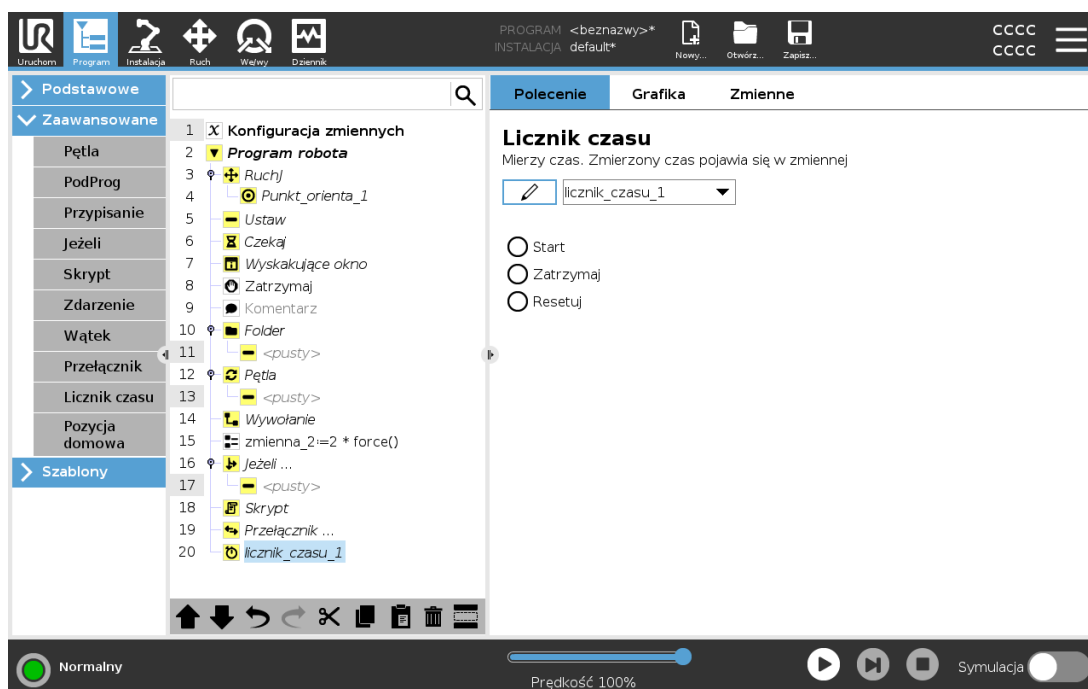 UR
Uruchom
Program
Instalacja
Ruch
We/wy
Dziennik
PROGRAM <beznazwy>*
INSTALACJA default*
Nowy...
Otwórz...
Zapisz...
CCCC
CCCC
Podstawowe
Zaawansowane
Pętla
PodProg
Przypisanie
Jeżeli
Skrypt
Zdarzenie
Wątek
Przełącznik
Licznik czasu
Pozycja
domowa
Szablony
1 X Konfiguracja zmiennych
2 Program robota
3 RuchJ
4 Punkt_orienta_1
5 Ustaw
6 Czekaj
7 Wyskakujące okno
8 Zatrzymaj
9 Komentarz
10 Folder
11 <pusty>
12 Pętla
13 <pusty>
14 Wywołanie
15 zmienna_2:=2 * force()
16 Jeżeli ...
17 <pusty>
18 Skrypt
19 Przełącznik ...
20 licznik_czasu_1
Polecenie
Grafika
Zmienne
Licznik czasu
Mierzy czas. Zmierzony czas pojawia się w zmiennej
licznik_czasu_1
Start
Zatrzymaj
Resetuj
Normalny
Prędkość 100%
Symulacja